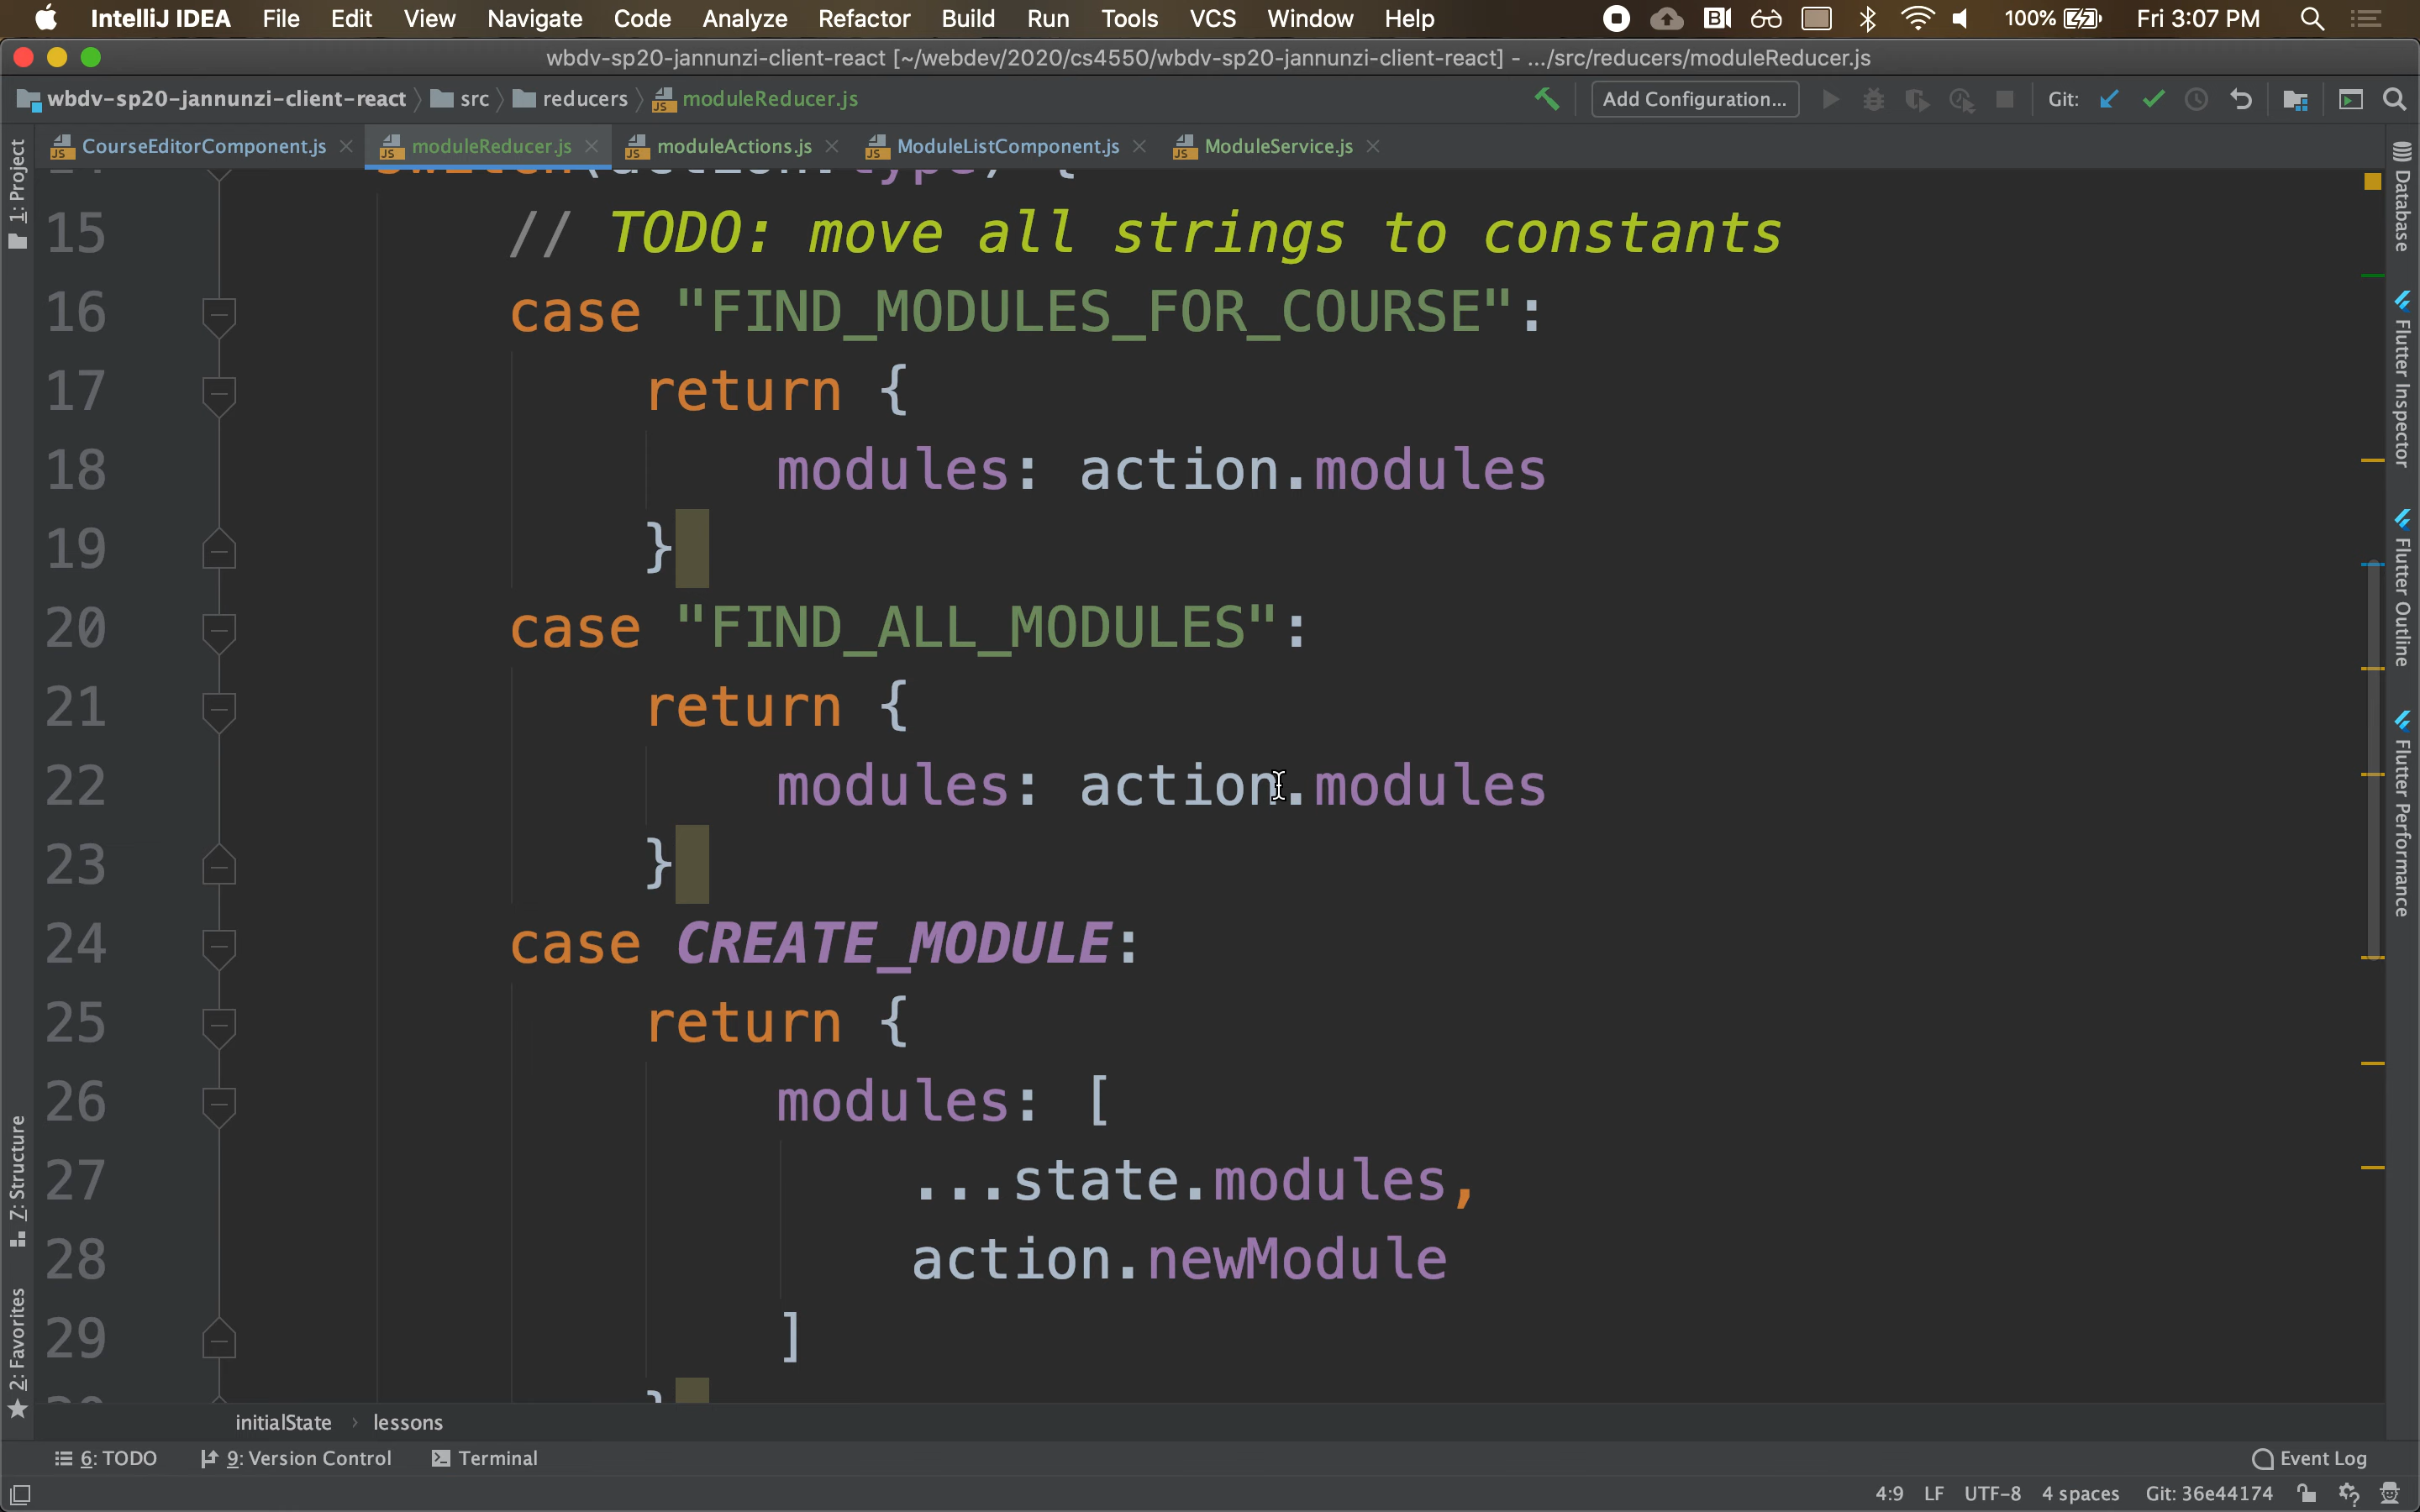 IntelliJ IDEA File Edit View Navigate Code Analyze Refactor Build Run Tools VCS Window Help 100% Fri 3:07 PM
wbdv-sp20-jannunzi-client-react [~/webdev/2020/cs4550/wbdv-sp20-jannunzi-client-react] - .../src/reducers/moduleReducer.js
wbdv-sp20-jannunzi-client-react src reducers moduleReducer.js Add Configuration... Git:
CourseEditorComponent.js moduleReducer.js moduleActions.js ModuleListComponent.js ModuleService.js
switch(action.type) {
15 // TODO: move all strings to constants
16 case "FIND_MODULES_FOR_COURSE":
17 return {
18 modules: action.modules
19 }
20 case "FIND_ALL_MODULES":
21 return {
22 modules: action.modules
23 }
24 case CREATE_MODULE:
25 return {
26 modules: [
27 ...state.modules,
28 action.newModule
29 ]
}
1: Project
7: Structure
2: Favorites
Database
Flutter Inspector
Flutter Outline
Flutter Performance
initialState lessons
6: TODO 9: Version Control Terminal Event Log
4:9 LF UTF-8 4 spaces Git: 36e44174